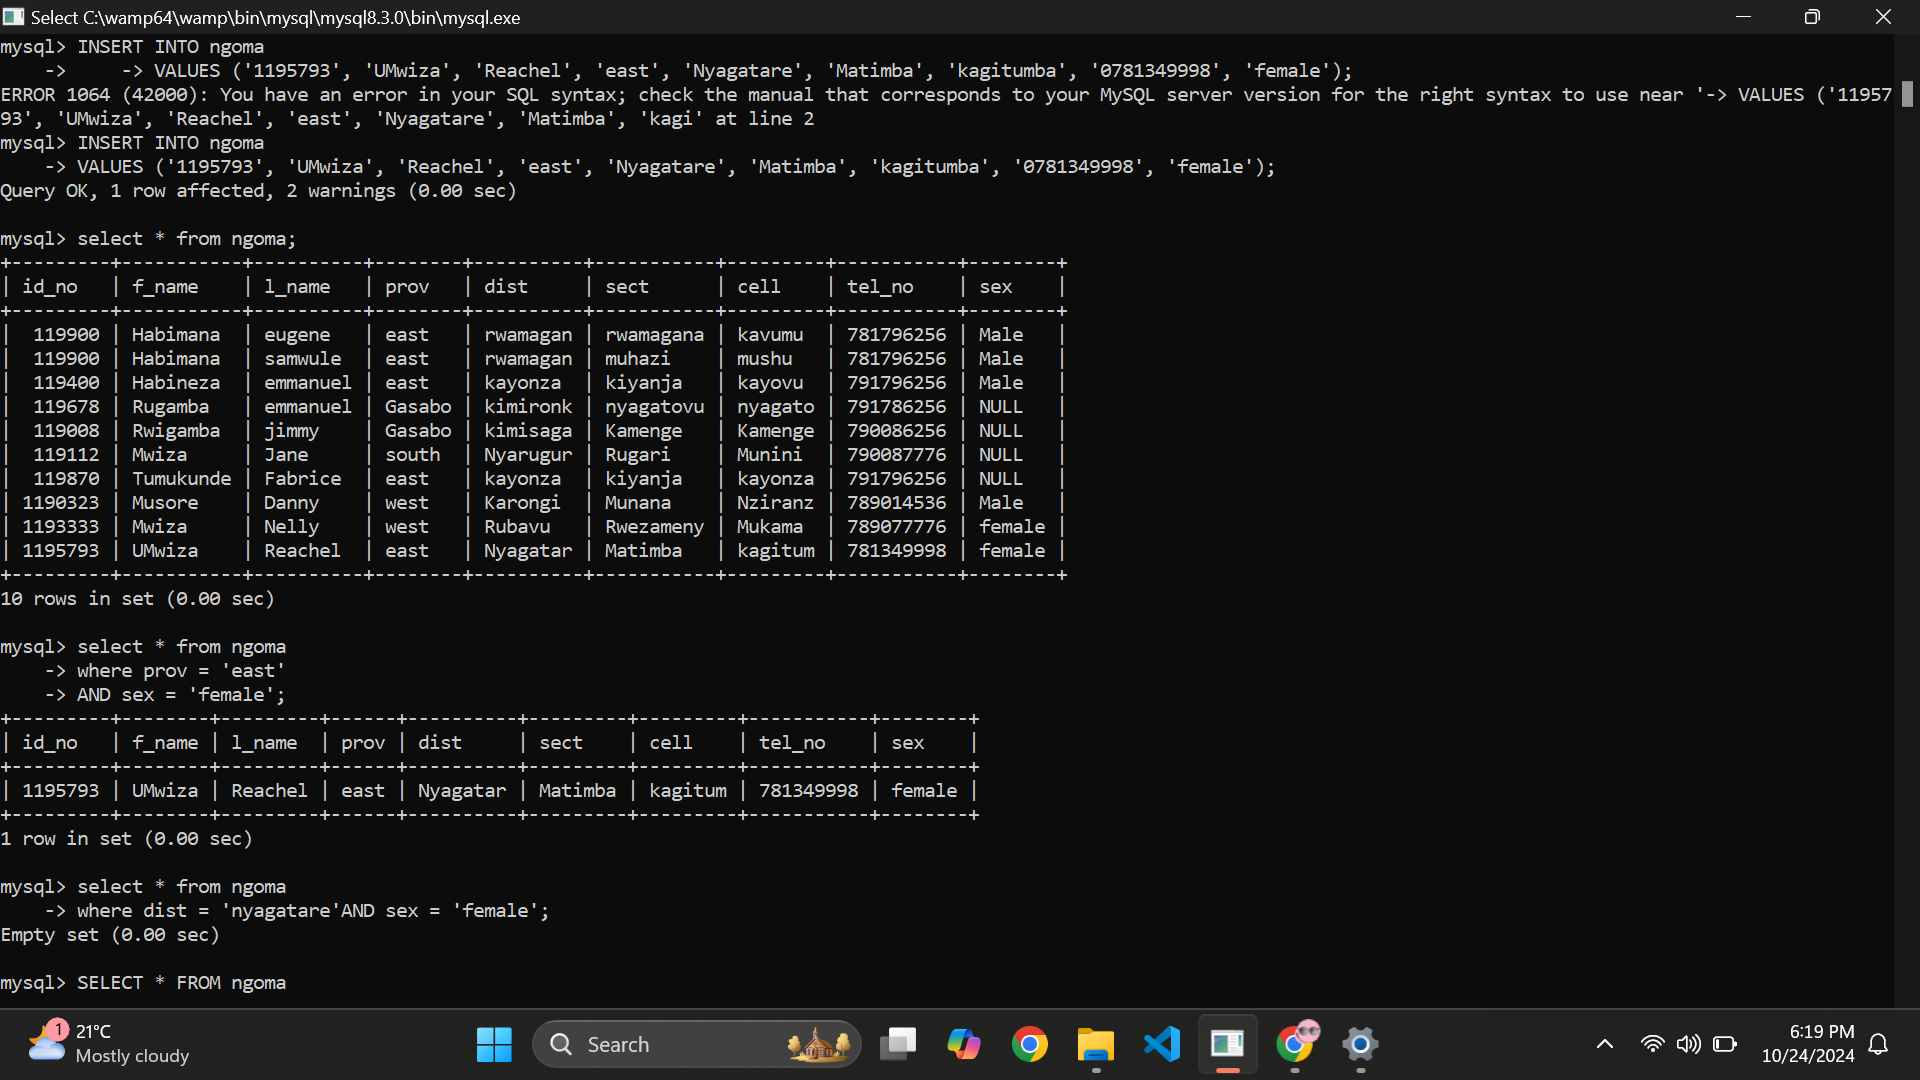 Select C:\wamp64\wamp\bin\mysql\mysql8.3.0\bin\mysql.exe
mysql> INSERT INTO ngoma
    ->     -> VALUES ('1195793', 'UMwiza', 'Reachel', 'east', 'Nyagatare', 'Matimba', 'kagitumba', '0781349998', 'female');
ERROR 1064 (42000): You have an error in your SQL syntax; check the manual that corresponds to your MySQL server version for the right syntax to use near '-> VALUES ('11957
93', 'UMwiza', 'Reachel', 'east', 'Nyagatare', 'Matimba', 'kagi' at line 2
mysql> INSERT INTO ngoma
    -> VALUES ('1195793', 'UMwiza', 'Reachel', 'east', 'Nyagatare', 'Matimba', 'kagitumba', '0781349998', 'female');
Query OK, 1 row affected, 2 warnings (0.00 sec)
mysql> select * from ngoma;
+---------+-----------+----------+--------+----------+-----------+---------+-----------+--------+
| id_no   | f_name    | l_name   | prov   | dist     | sect      | cell    | tel_no    | sex    |
+---------+-----------+----------+--------+----------+-----------+---------+-----------+--------+
|  119900 | Habimana  | eugene   | east   | rwamagan | rwamagana | kavumu  | 781796256 | Male   |
|  119900 | Habimana  | samwule  | east   | rwamagan | muhazi    | mushu   | 781796256 | Male   |
|  119400 | Habineza  | emmanuel | east   | kayonza  | kiyanja   | kayovu  | 791796256 | Male   |
|  119678 | Rugamba   | emmanuel | Gasabo | kimironk | nyagatovu | nyagato | 791786256 | NULL   |
|  119008 | Rwigamba  | jimmy    | Gasabo | kimisaga | Kamenge   | Kamenge | 790086256 | NULL   |
|  119112 | Mwiza     | Jane     | south  | Nyarugur | Rugari    | Munini  | 790087776 | NULL   |
|  119870 | Tumukunde | Fabrice  | east   | kayonza  | kiyanja   | kayonza | 791796256 | NULL   |
| 1190323 | Musore    | Danny    | west   | Karongi  | Munana    | Nziranz | 789014536 | Male   |
| 1193333 | Mwiza     | Nelly    | west   | Rubavu   | Rwezameny | Mukama  | 789077776 | female |
| 1195793 | UMwiza    | Reachel  | east   | Nyagatar | Matimba   | kagitum | 781349998 | female |
+---------+-----------+----------+--------+----------+-----------+---------+-----------+--------+
10 rows in set (0.00 sec)
mysql> select * from ngoma
    -> where prov = 'east'
    -> AND sex = 'female';
+---------+--------+---------+------+----------+---------+---------+-----------+--------+
| id_no   | f_name | l_name  | prov | dist     | sect    | cell    | tel_no    | sex    |
+---------+--------+---------+------+----------+---------+---------+-----------+--------+
| 1195793 | UMwiza | Reachel | east | Nyagatar | Matimba | kagitum | 781349998 | female |
+---------+--------+---------+------+----------+---------+---------+-----------+--------+
1 row in set (0.00 sec)
mysql> select * from ngoma
    -> where dist = 'nyagatare'AND sex = 'female';
Empty set (0.00 sec)
mysql> SELECT * FROM ngoma
1
21°C
Mostly cloudy
Search
6:19 PM
10/24/2024